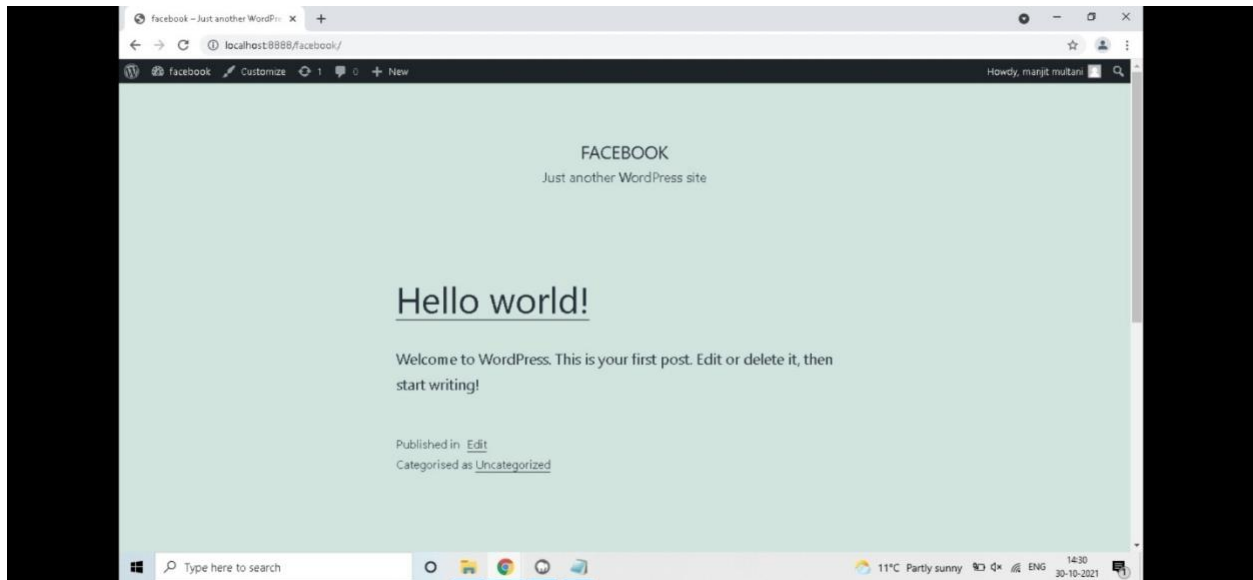 facebook – Just another WordPre
localhost:8888/facebook/
facebook Customize 1 0 + New Howdy, manjit multani
FACEBOOK
Just another WordPress site
Hello world!
Welcome to WordPress. This is your first post. Edit or delete it, then
start writing!
Published in Edit
Categorised as Uncategorized
Type here to search 11°C Partly sunny ENG 14:30
30-10-2021 1